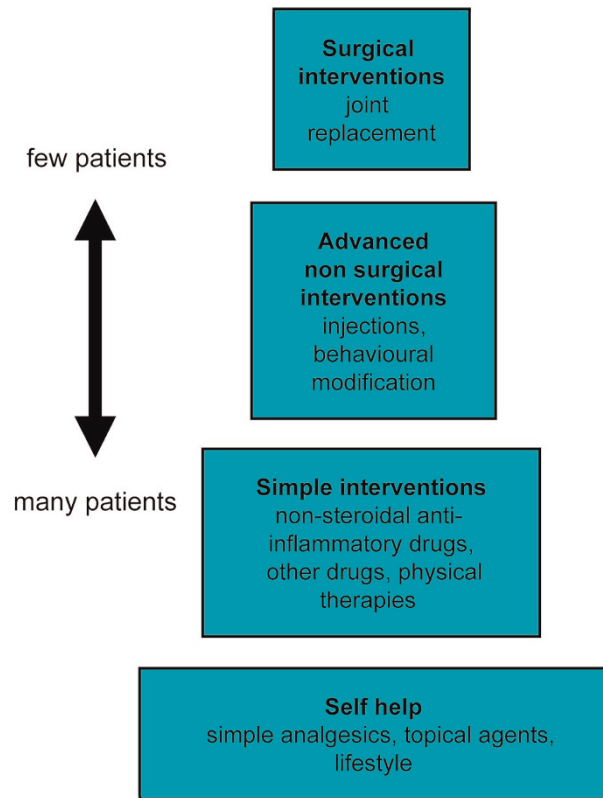 Surgical
interventions
joint
replacement
few patients
Advanced
non surgical
interventions
injections,
behavioural
modification
many patients
Simple interventions
non-steroidal anti-
inflammatory drugs,
other drugs, physical
therapies
Self help
simple analgesics, topical agents,
lifestyle